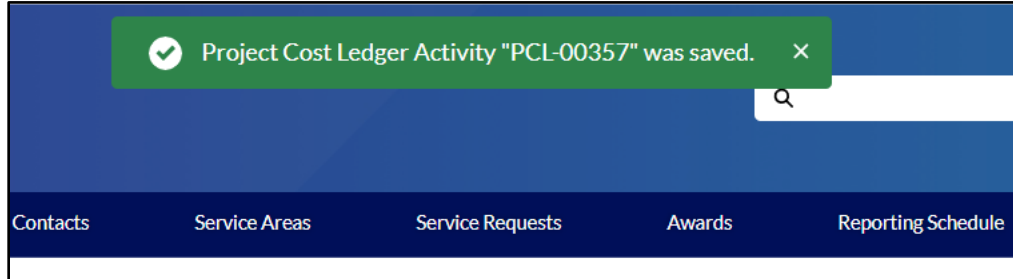 Project Cost Ledger Activity "PCL-00357" was saved.
Contacts Service Areas Service Requests Awards Reporting Schedule